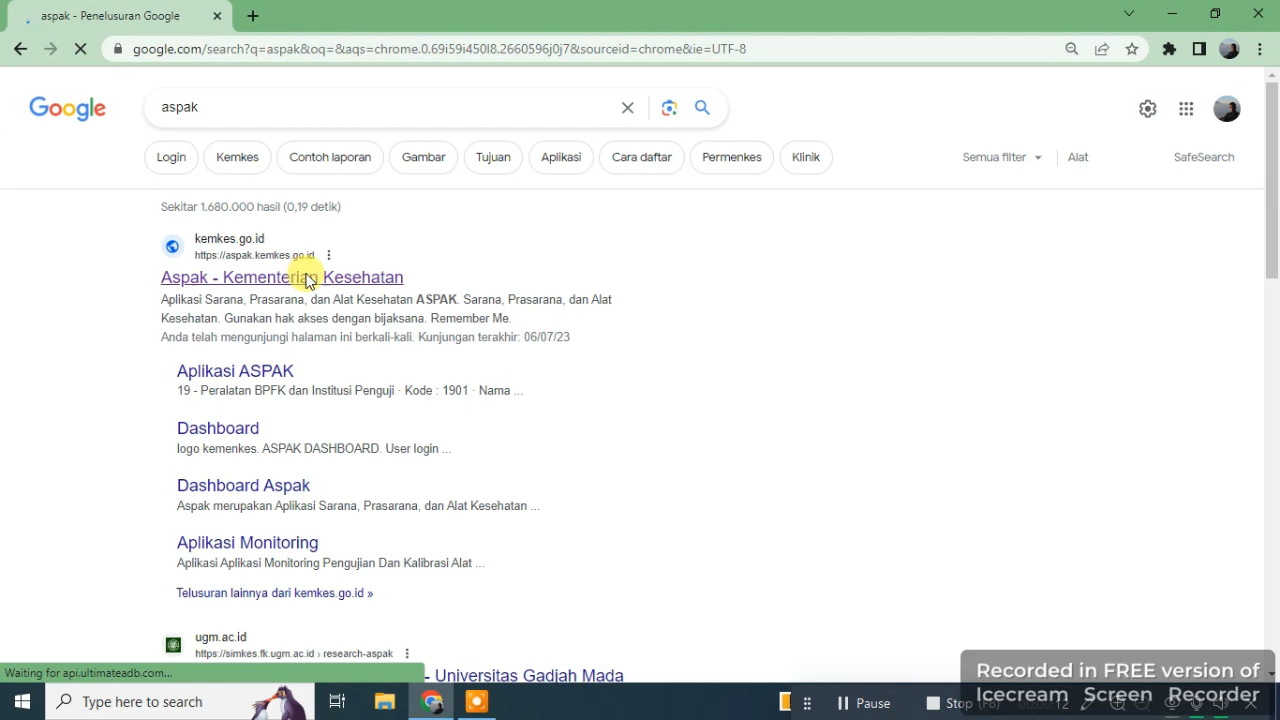 aspak - Penelusuran Google
google.com/search?q=aspak&oq=&aqs=chrome.0.69i59i450l8.2660596j0j7&sourceid=chrome&ie=UTF-8
Google
aspak
Login
Kemkes
Contoh laporan
Gambar
Tujuan
Aplikasi
Cara daftar
Permenkes
Klinik
Semua filter
Alat
SafeSearch
Sekitar 1.680.000 hasil (0,19 detik)
kemkes.go.id
https://aspak.kemkes.go.id
Aspak - Kementerian Kesehatan
Aplikasi Sarana, Prasarana, dan Alat Kesehatan ASPAK. Sarana, Prasarana, dan Alat
Kesehatan. Gunakan hak akses dengan bijaksana. Remember Me.
Anda telah mengunjungi halaman ini berkali-kali. Kunjungan terakhir: 06/07/23
Aplikasi ASPAK
19 - Peralatan BPFK dan Institusi Penguji · Kode : 1901 · Nama ...
Dashboard
logo kemenkes. ASPAK DASHBOARD. User login ...
Dashboard Aspak
Aspak merupakan Aplikasi Sarana, Prasarana, dan Alat Kesehatan ...
Aplikasi Monitoring
Aplikasi Aplikasi Monitoring Pengujian Dan Kalibrasi Alat ...
Telusuran lainnya dari kemkes.go.id »
ugm.ac.id
https://simkes.fk.ugm.ac.id › research-aspak
- Universitas Gadjah Mada
Waiting for api.ultimateadb.com...
Recorded in FREE version of
Icecream Screen Recorder
Type here to search
Pause
Stop (F6)